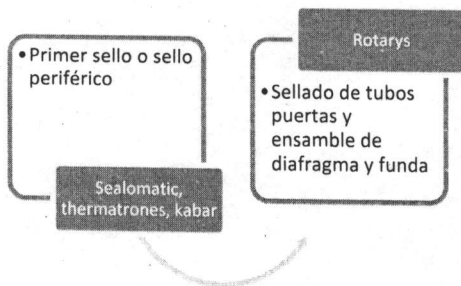 • Primer sello o sello
periférico
Sealomatic,
thermatrones, kabar
Rotarys
• Sellado de tubos
puertas y
ensamble de
diafragma y funda